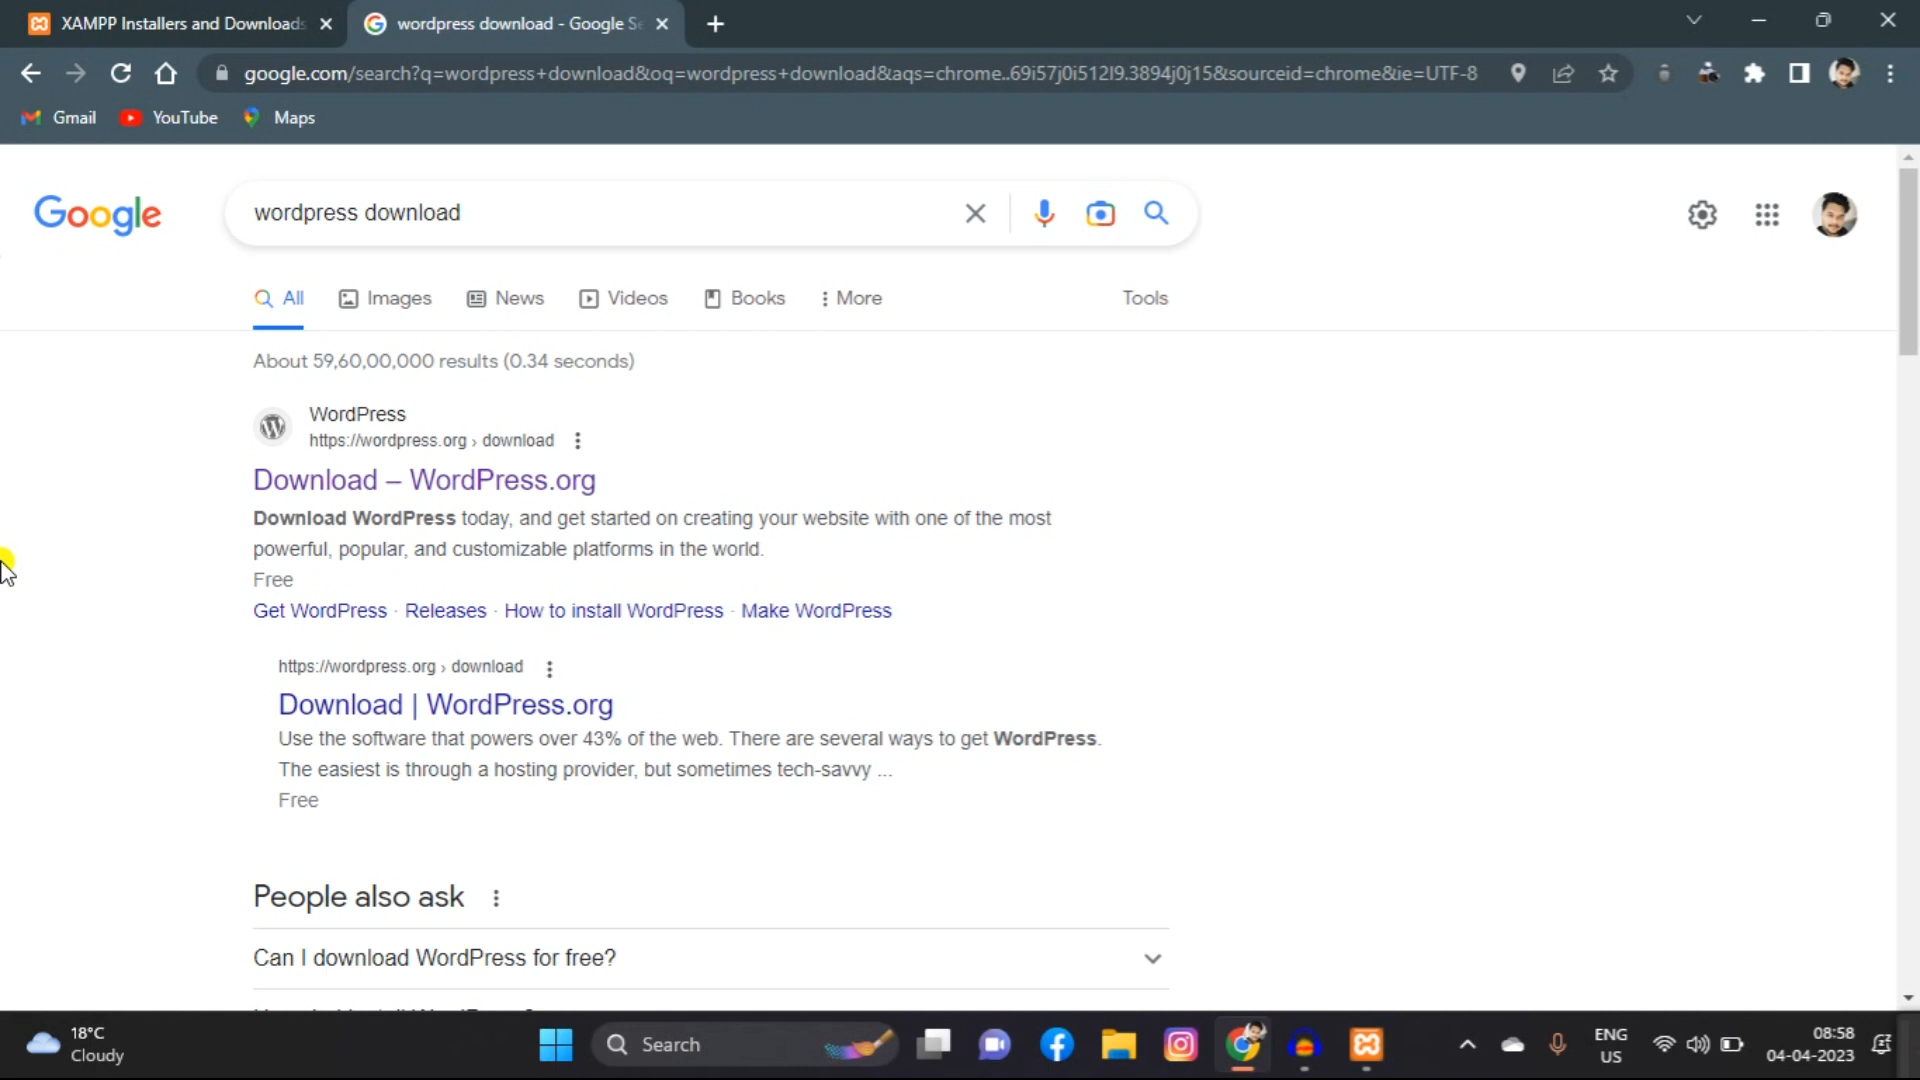 XAMPP Installers and Downloads
wordpress download - Google Se
google.com/search?q=wordpress+download&oq=wordpress+download&aqs=chrome..69i57j0i512l9.3894j0j15&sourceid=chrome&ie=UTF-8
Gmail YouTube Maps
Google
wordpress download
All Images News Videos Books More Tools
About 59,60,00,000 results (0.34 seconds)
WordPress
https://wordpress.org › download
Download – WordPress.org
Download WordPress today, and get started on creating your website with one of the most
powerful, popular, and customizable platforms in the world.
Free
Get WordPress · Releases · How to install WordPress · Make WordPress
https://wordpress.org › download
Download | WordPress.org
Use the software that powers over 43% of the web. There are several ways to get WordPress.
The easiest is through a hosting provider, but sometimes tech-savvy ...
Free
People also ask
Can I download WordPress for free?
18°C
Cloudy
Search
ENG
US
08:58
04-04-2023